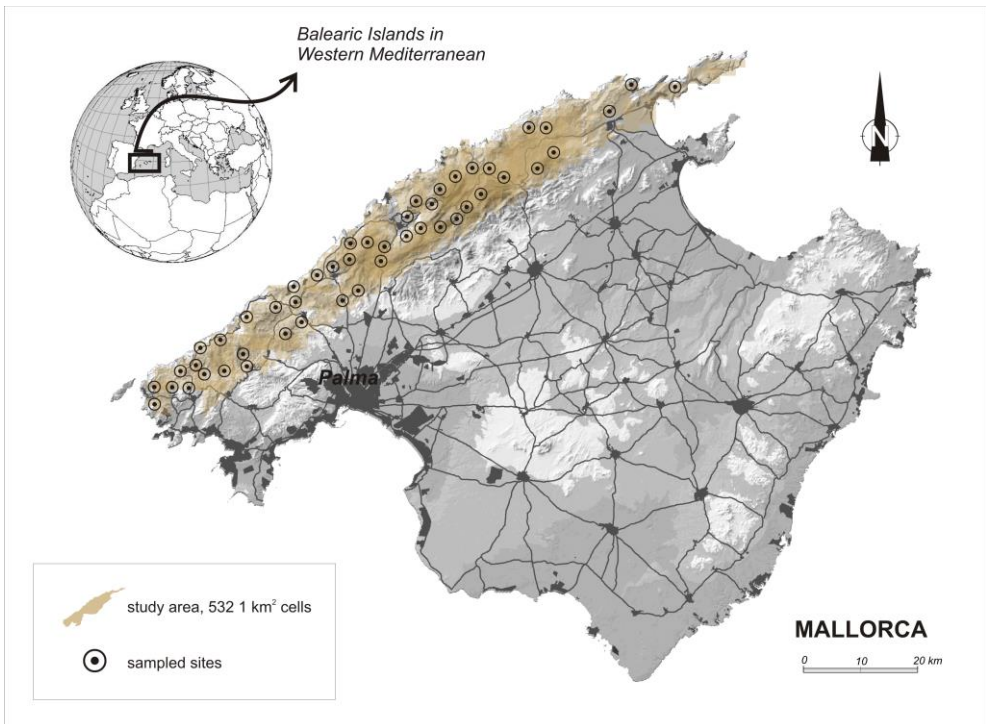 Balearic Islands in
Western Mediterranean
N
Palma
study area, 532 1 km² cells
sampled sites
MALLORCA
0 10 20 km